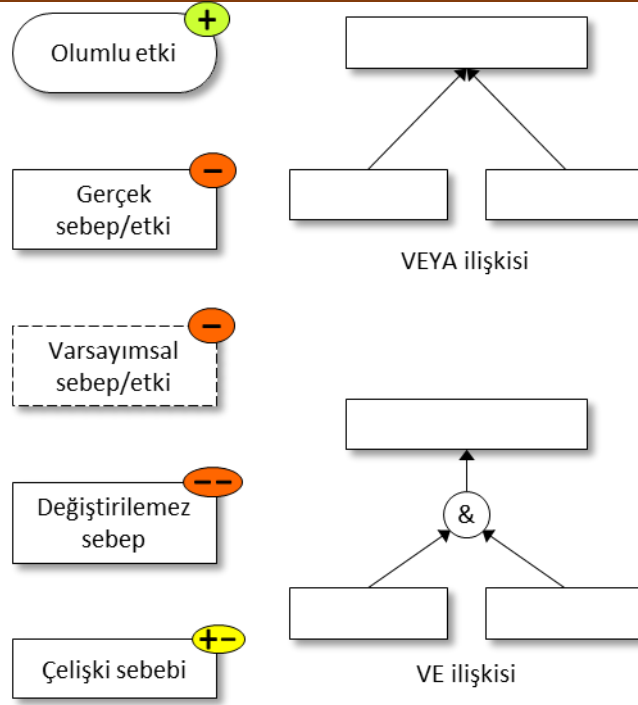 +
Olumlu etki
−
Gerçek
sebep/etki
−
Varsayımsal
sebep/etki
−−
Değiştirilemez
sebep
+−
Çelişki sebebi
VEYA ilişkisi
&
VE ilişkisi